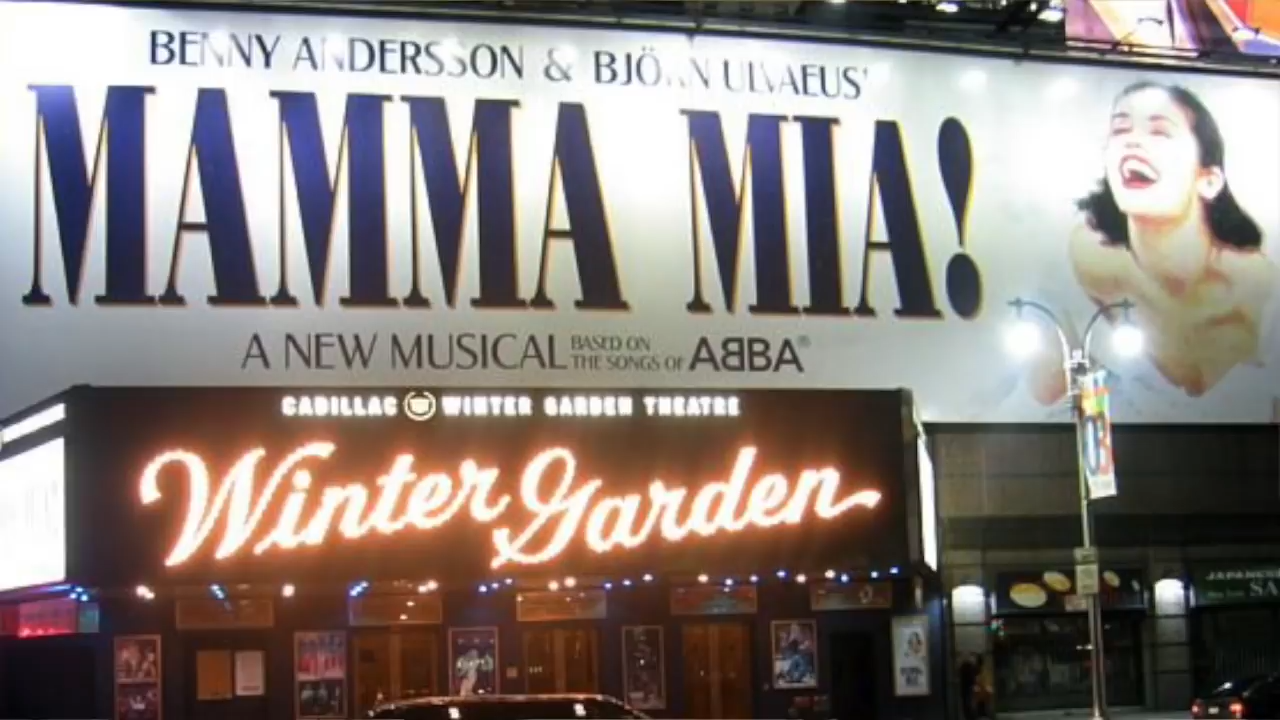 BENNY ANDERSSON & BJÖRN ULVAEUS'
MAMMA MIA!
A NEW MUSICAL BASED ON THE SONGS OF ABBA®
CADILLAC WINTER GARDEN THEATRE
Winter Garden
JAPANESE